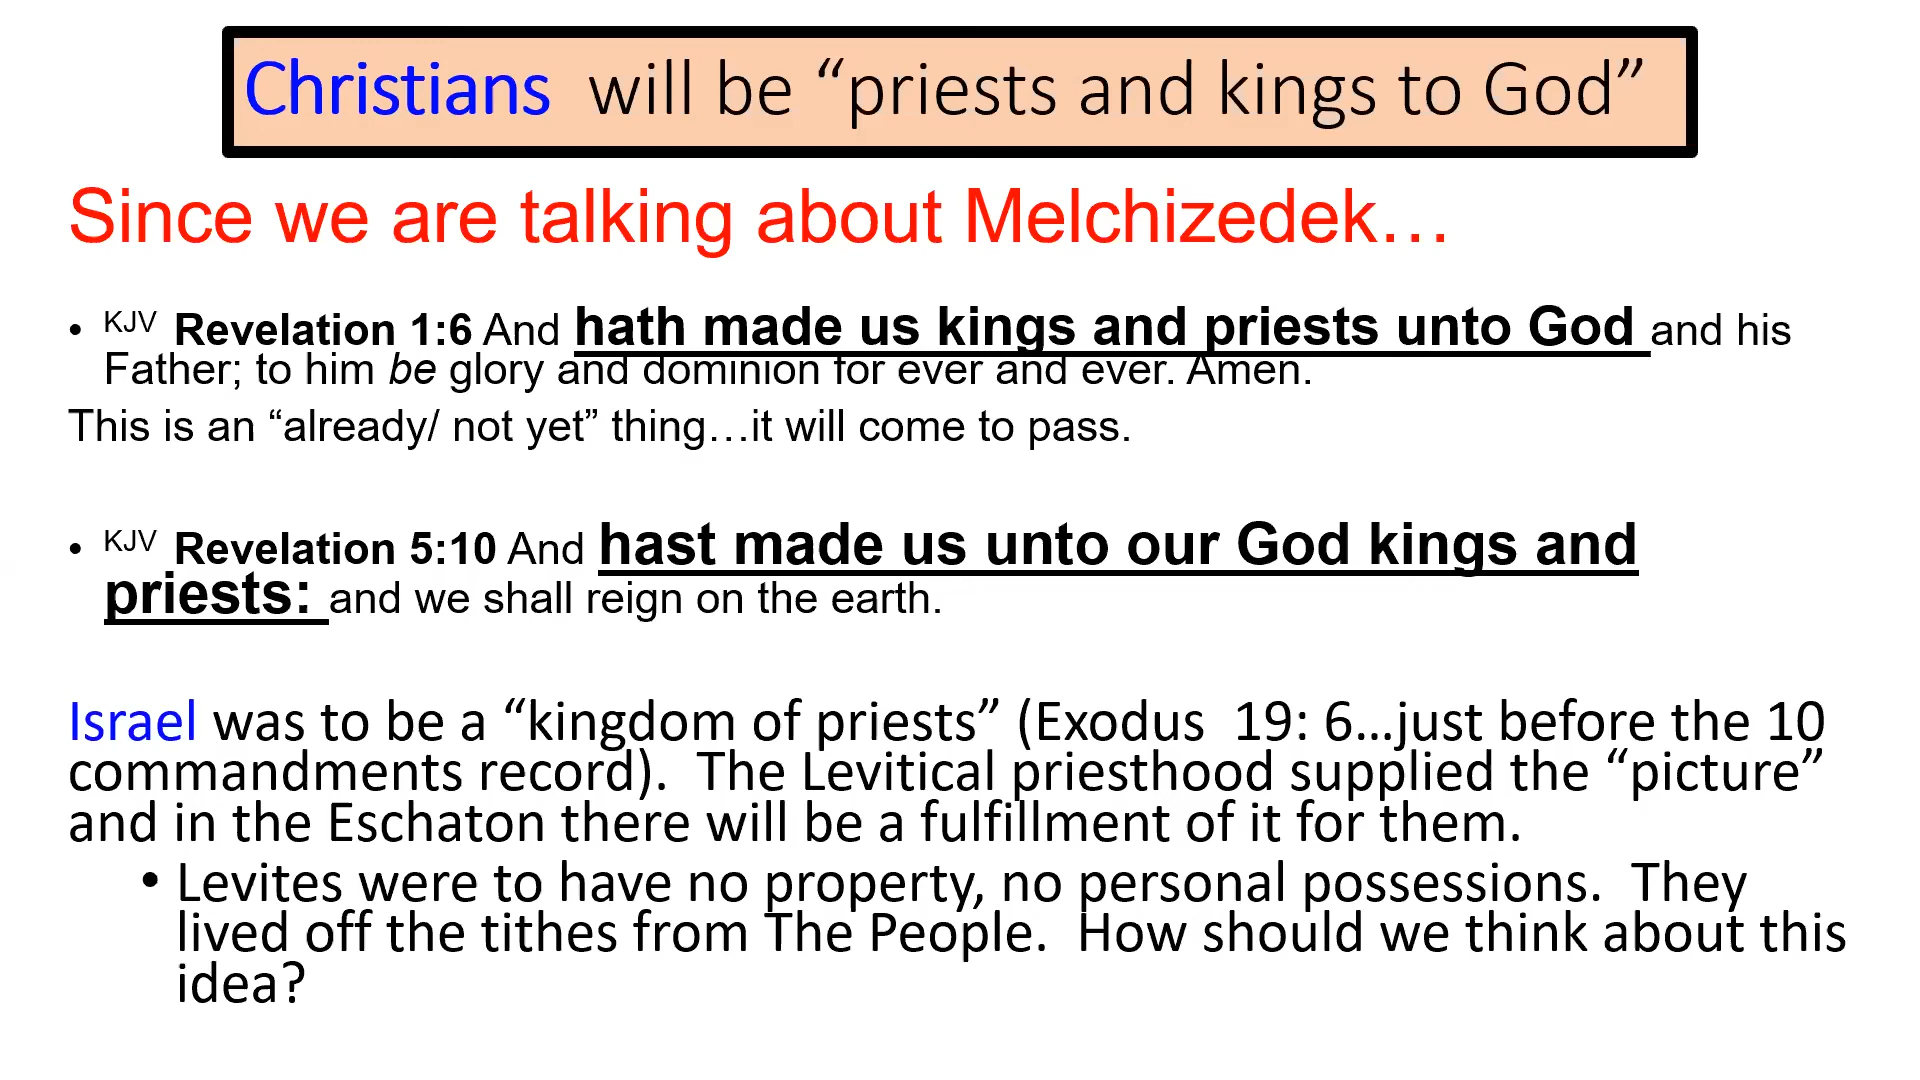 Christians will be “priests and kings to God”
Since we are talking about Melchizedek…
• KJV Revelation 1:6 And hath made us kings and priests unto God and his
Father; to him be glory and dominion for ever and ever. Amen.
This is an “already/ not yet” thing…it will come to pass.
• KJV Revelation 5:10 And hast made us unto our God kings and
priests: and we shall reign on the earth.
Israel was to be a “kingdom of priests” (Exodus 19: 6…just before the 10
commandments record). The Levitical priesthood supplied the “picture”
and in the Eschaton there will be a fulfillment of it for them.
• Levites were to have no property, no personal possessions. They
lived off the tithes from The People. How should we think about this
idea?